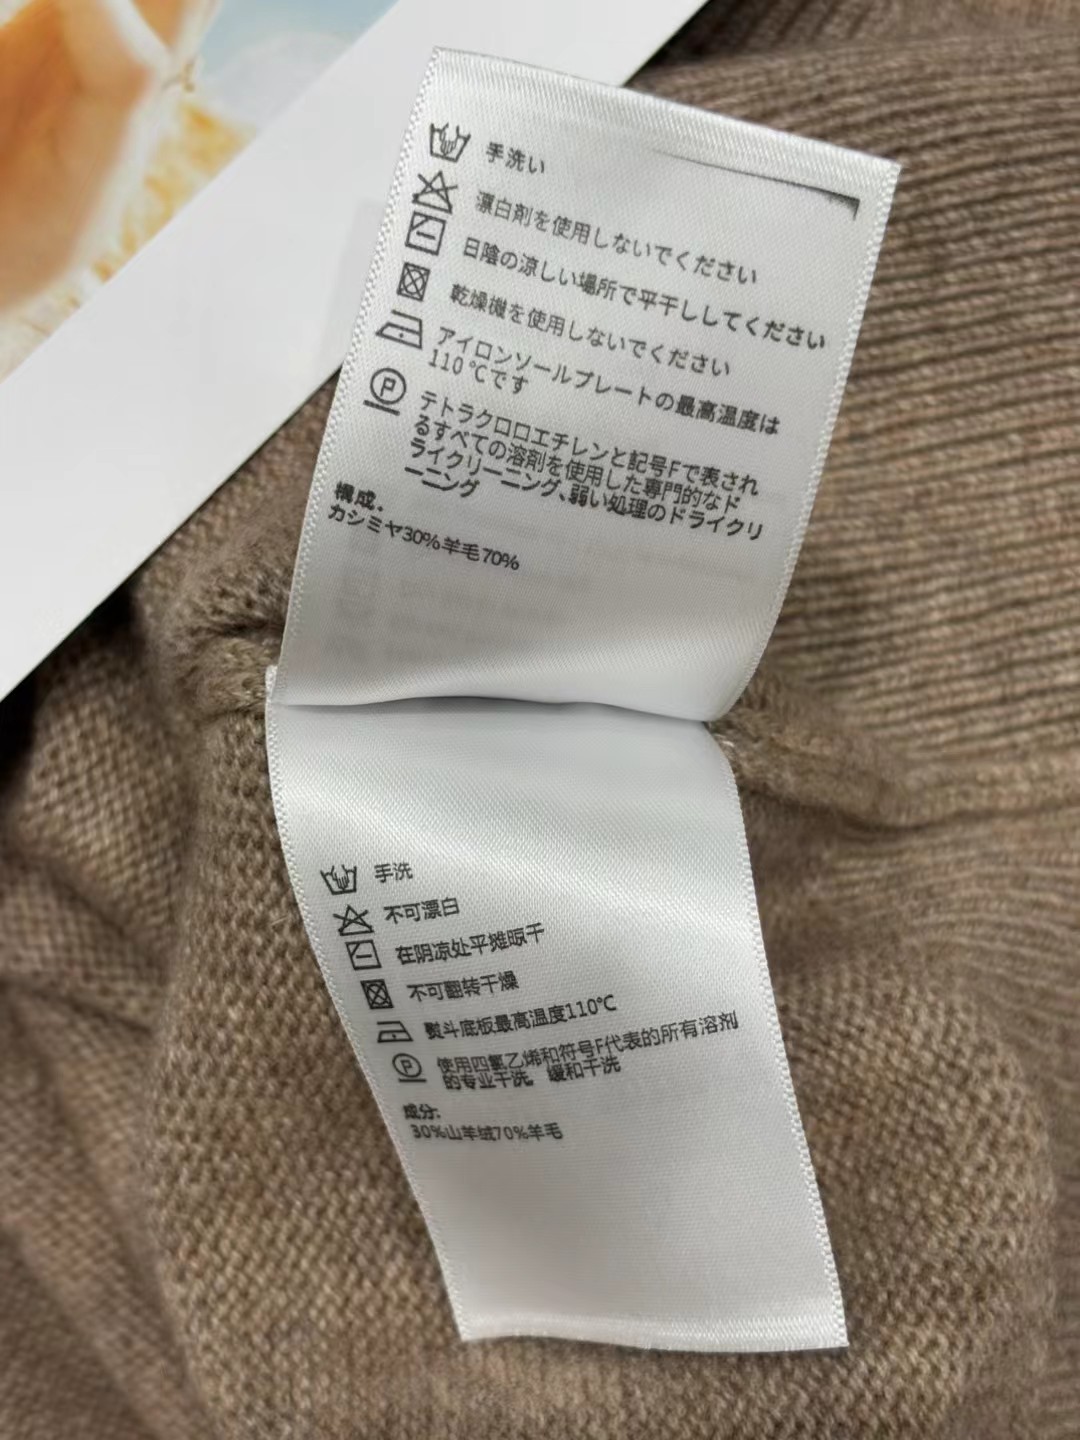 手洗い
漂白剤を使用しないでください
日陰の涼しい場所で平干ししてください
乾燥機を使用しないでください
アイロンソールプレートの最高温度は
110℃です
テトラクロロエチレンと記号Fで表され
るすべての溶剤を使用した専門的なド
ライクリーニング、弱い処理のドライクリ
ーニング
構成.
カシミヤ30%羊毛70%
手洗
不可漂白
在阴凉处平摊晾干
不可翻转干燥
熨斗底板最高温度110℃
使用四氯乙烯和符号F代表的所有溶剂
的专业干洗。缓和干洗
成分:
30%山羊绒70%羊毛